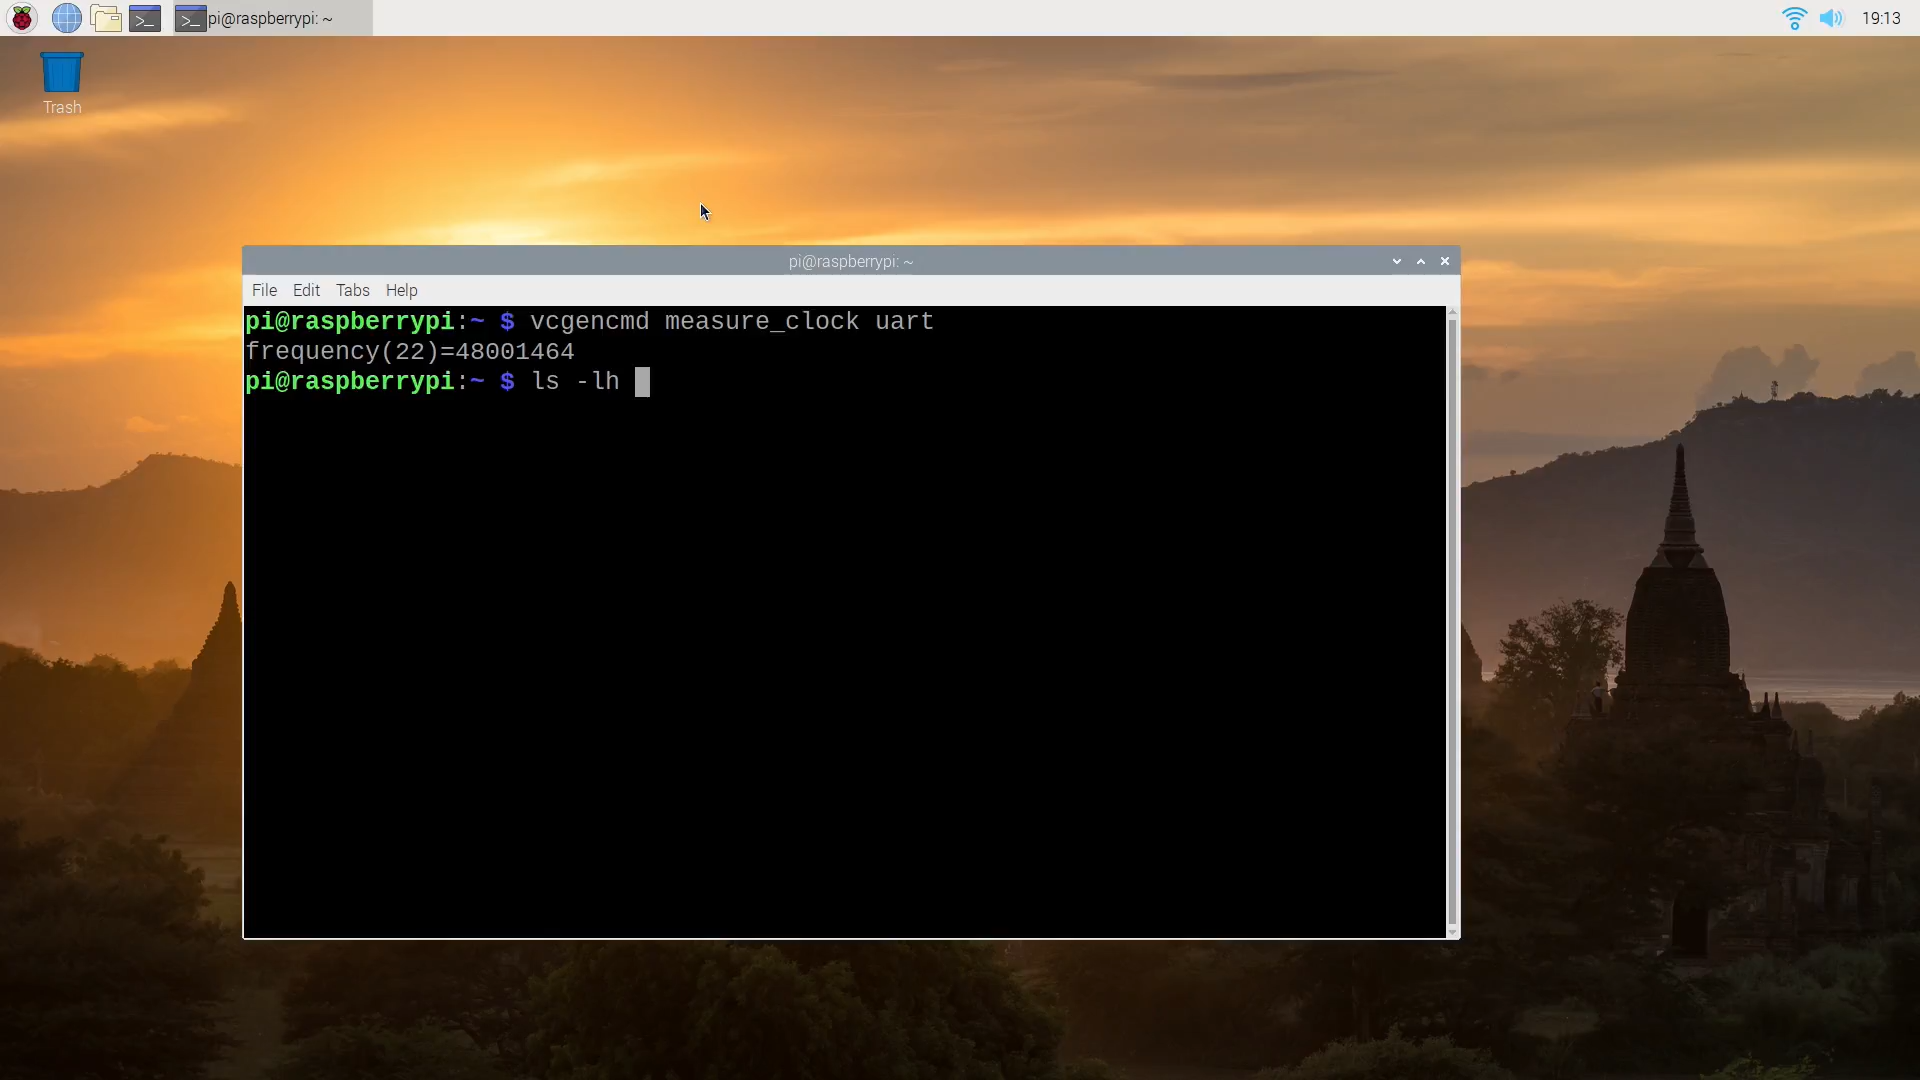 pi@raspberrypi: ~
19:13
Trash
pi@raspberrypi: ~
File Edit Tabs Help
pi@raspberrypi:~ $ vcgencmd measure_clock uart
frequency(22)=48001464
pi@raspberrypi:~ $ ls -lh